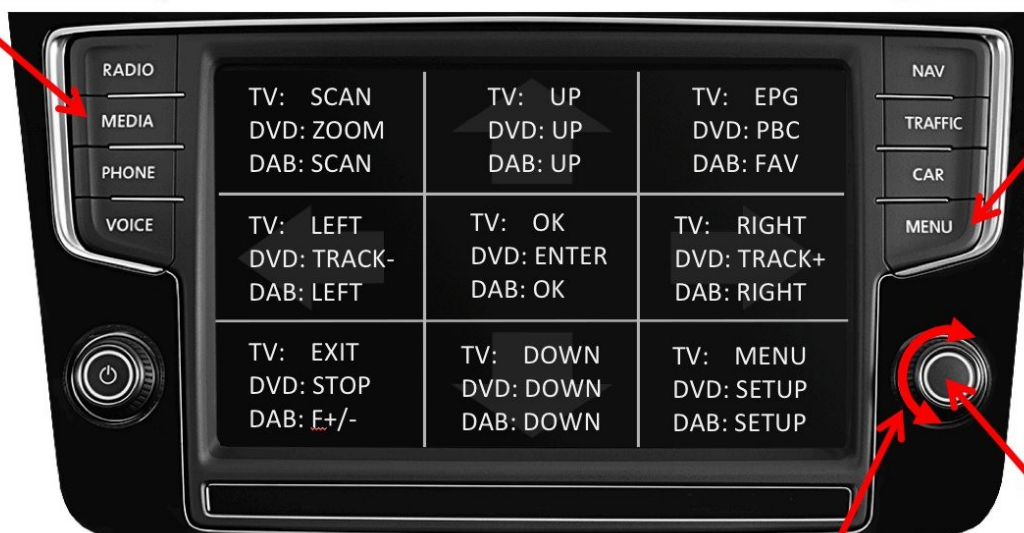 RADIO
MEDIA
PHONE
VOICE
TV: SCAN
DVD: ZOOM
DAB: SCAN
TV: UP
DVD: UP
DAB: UP
TV: EPG
DVD: PBC
DAB: FAV
TV: LEFT
DVD: TRACK-
DAB: LEFT
TV: OK
DVD: ENTER
DAB: OK
TV: RIGHT
DVD: TRACK+
DAB: RIGHT
TV: EXIT
DVD: STOP
DAB: E+/-
TV: DOWN
DVD: DOWN
DAB: DOWN
TV: MENU
DVD: SETUP
DAB: SETUP
NAV
TRAFFIC
CAR
MENU